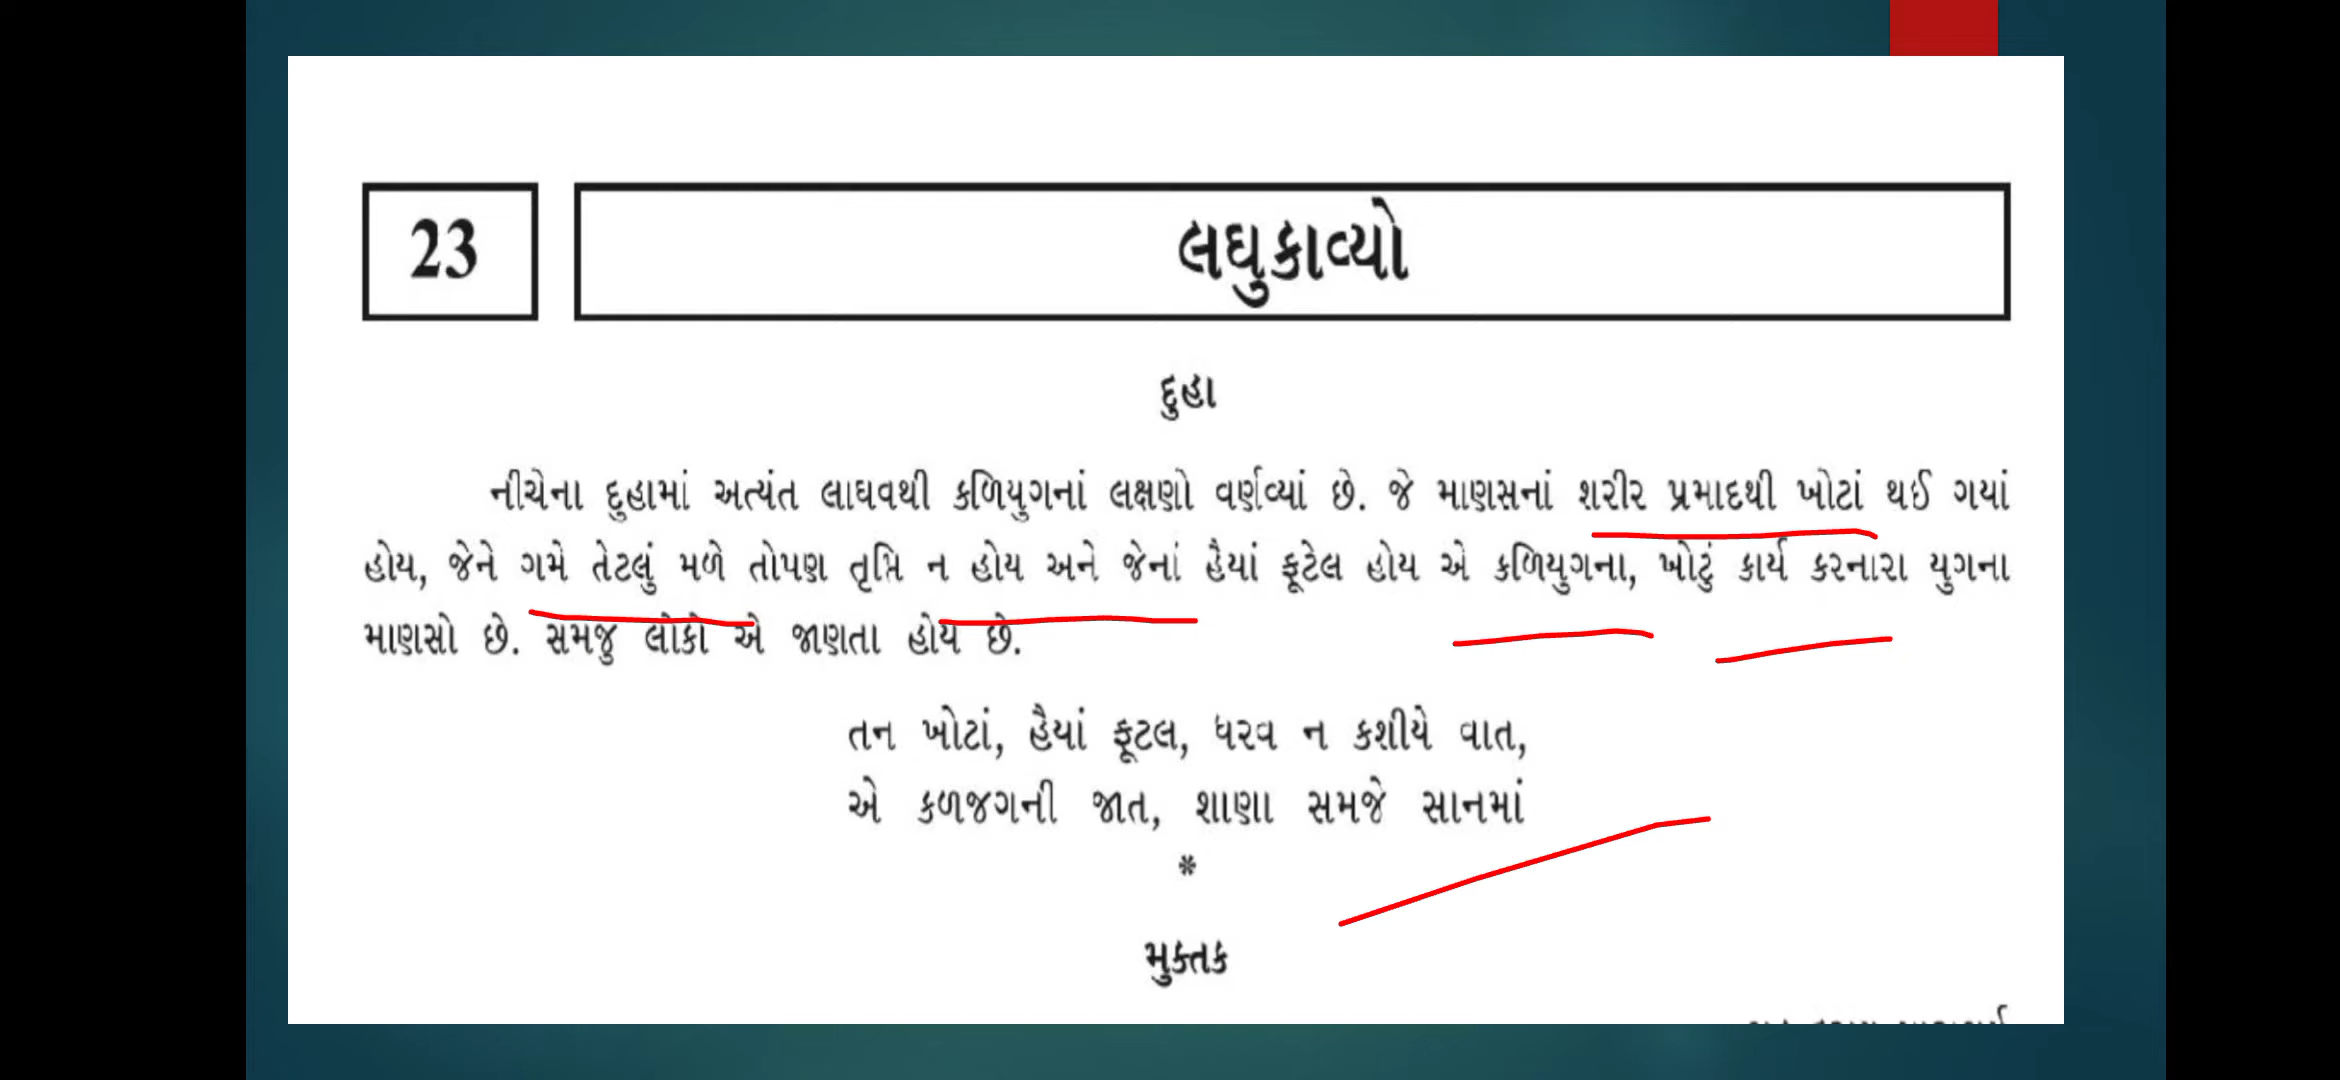 23
લઘુકાવ્યો
દુહા
નીચેના દુહામાં અત્યંત લાઘવથી કળિયુગનાં લક્ષણો વર્ણવ્યાં છે. જે માણસનાં શરીર પ્રમાદથી ખોટાં થઈ ગયાં
હોય, જેને ગમે તેટલું મળે તોપણ તૃપ્તિ ન હોય અને જેનાં હૈયાં ફૂટેલ હોય એ કળિયુગના, ખોટું કાર્ય કરનારા યુગના
માણસો છે. સમજુ લોકો એ જાણતા હોય છે.
તન ખોટાં, હૈયાં ફૂટલ, ધરવ ન કશીયે વાત,
એ કળજગની જાત, શાણા સમજે સાનમાં
*
મુક્તક